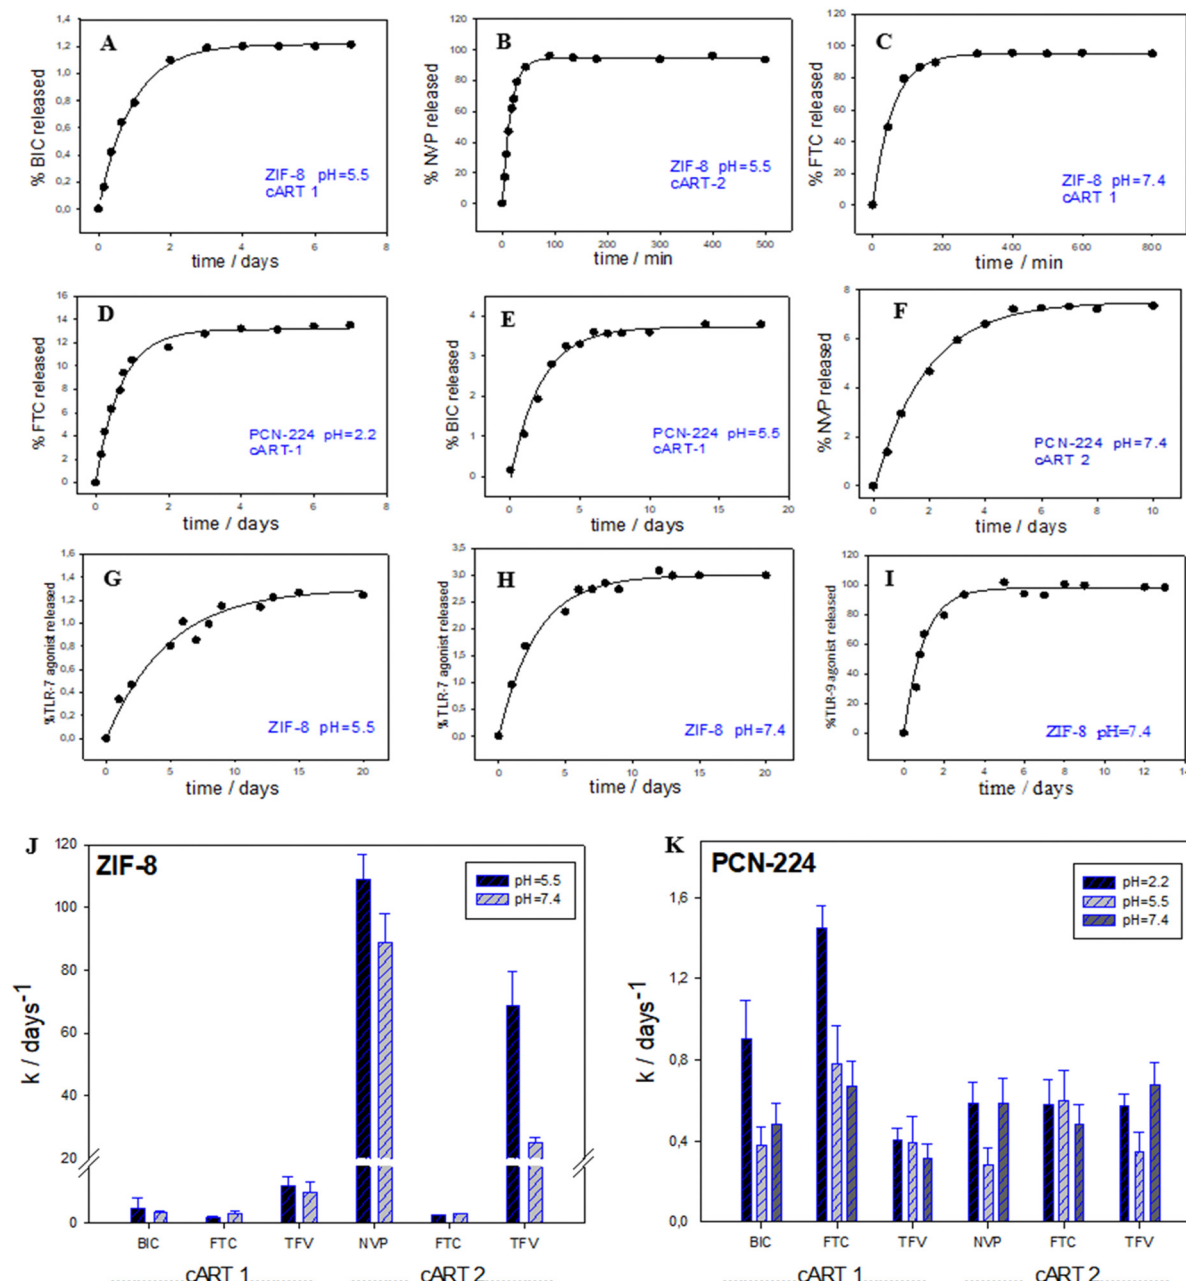 A
% BIC released
1,4
1,2
1,0
0,8
0,6
0,4
0,2
0,0
0 2 4 6 8
time / days
ZIF-8 pH=5.5
cART 1
B
% NVP released
120
100
80
60
40
20
0
0 100 200 300 400 500
time / min
ZIF-8 pH=5.5
cART-2
C
% FTC released
120
100
80
60
40
20
0
0 200 400 600 800
time / min
ZIF-8 pH=7.4
cART 1
D
% FTC released
16
14
12
10
8
6
4
2
0
0 2 4 6 8
time / days
PCN-224 pH=2.2
cART-1
E
% BIC released
4
3
2
1
0
0 5 10 15 20
time / days
PCN-224 pH=5.5
cART-1
F
% NVP released
8
6
4
2
0
0 2 4 6 8 10
time / days
PCN-224 pH=7.4
cART 2
G
%TLR-7 agonist released
1,6
1,4
1,2
1,0
0,8
0,6
0,4
0,2
0,0
0 5 10 15 20
time / days
ZIF-8 pH=5.5
H
%TLR-7 agonist released
3,5
3,0
2,5
2,0
1,5
1,0
0,5
0,0
0 5 10 15 20
time / days
ZIF-8 pH=7.4
I
%TLR-9 agonist released
120
100
80
60
40
20
0
0 2 4 6 8 10 12 14
time / days
ZIF-8 pH=7.4
J
ZIF-8
k / days-1
120
100
80
60
40
20
0
pH=5.5
pH=7.4
BIC FTC TFV NVP FTC TFV
cART 1 cART 2
K
PCN-224
k / days-1
1,6
1,2
0,8
0,4
0,0
pH=2.2
pH=5.5
pH=7.4
BIC FTC TFV NVP FTC TFV
cART 1 cART 2